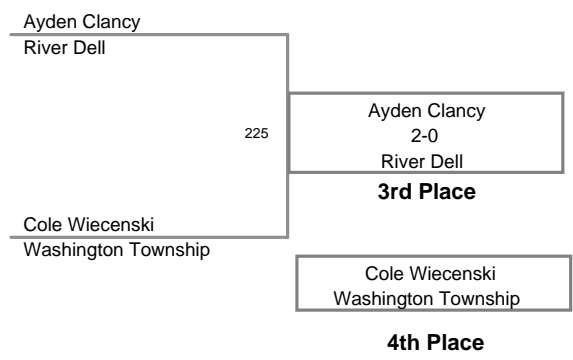 Ayden Clancy
River Dell
225
Ayden Clancy
2-0
River Dell
3rd Place
Cole Wiecenski
Washington Township
Cole Wiecenski
Washington Township
4th Place